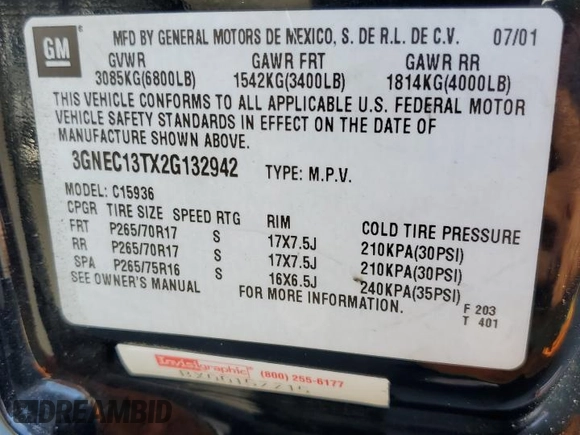 GM
MFD BY GENERAL MOTORS DE MEXICO, S. DE R.L. DE C.V. 07/01
GVWR GAWR FRT GAWR RR
3085KG(6800LB) 1542KG(3400LB) 1814KG(4000LB)
THIS VEHICLE CONFORMS TO ALL APPLICABLE U.S. FEDERAL MOTOR
VEHICLE SAFETY STANDARDS IN EFFECT ON THE DATE OF
MANUFACTURE SHOWN ABOVE.
3GNEC13TX2G132942 TYPE: M.P.V.
MODEL: C15936
CPGR TIRE SIZE SPEED RTG RIM COLD TIRE PRESSURE
FRT P265/70R17 S 17X7.5J 210KPA(30PSI)
RR P265/70R17 S 17X7.5J 210KPA(30PSI)
SPA P265/75R16 S 16X6.5J 240KPA(35PSI)
SEE OWNER'S MANUAL FOR MORE INFORMATION.
F 203
T 401
Invisigraphic (800) 255-6177
DREAMBID